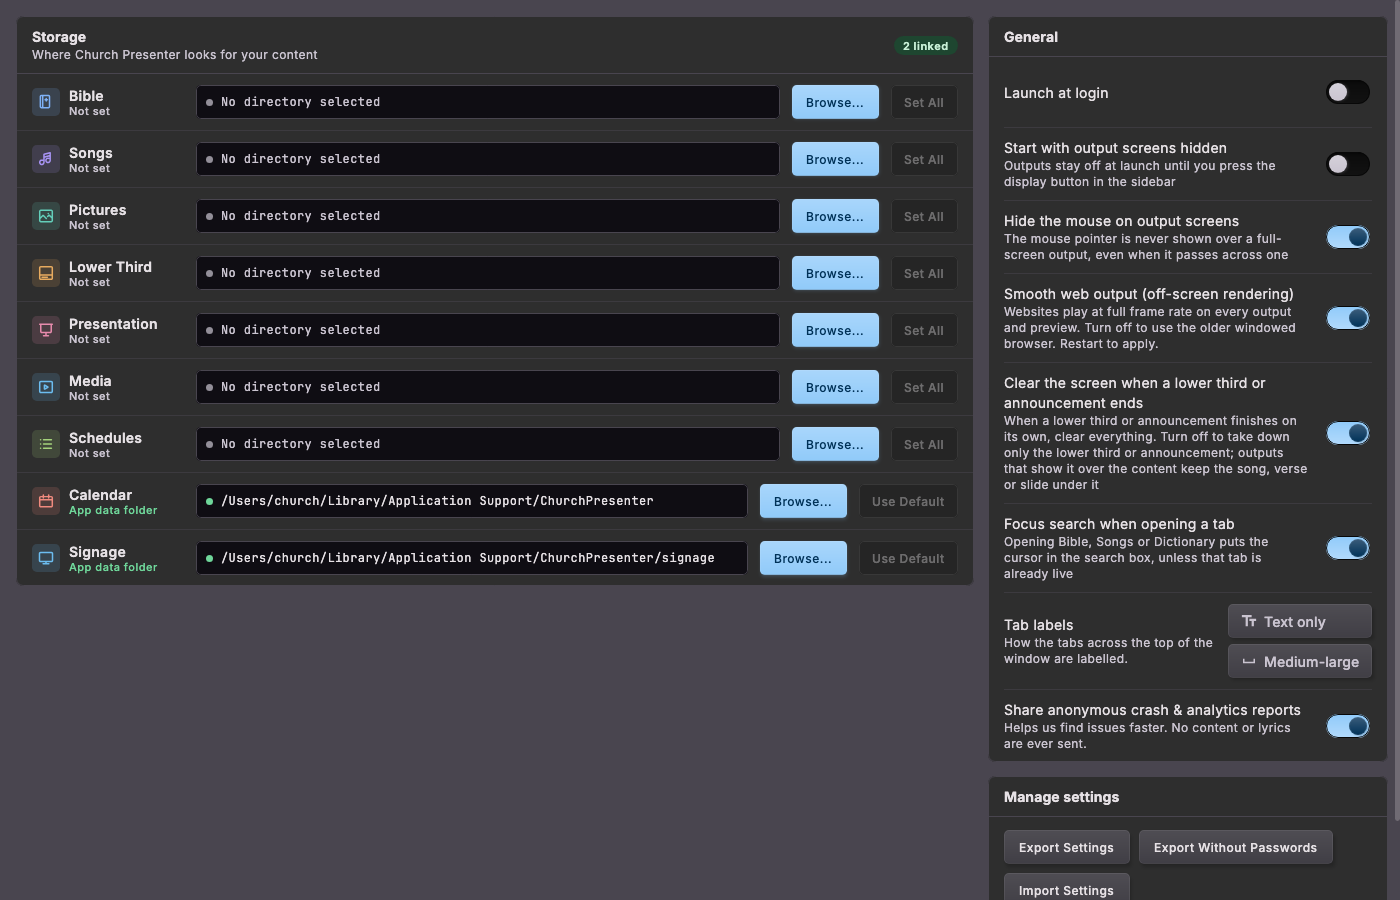 Storage
Where Church Presenter looks for your content
2 linked
Bible
Not set
No directory selected
Browse...
Set All
Songs
Not set
No directory selected
Browse...
Set All
Pictures
Not set
No directory selected
Browse...
Set All
Lower Third
Not set
No directory selected
Browse...
Set All
Presentation
Not set
No directory selected
Browse...
Set All
Media
Not set
No directory selected
Browse...
Set All
Schedules
Not set
No directory selected
Browse...
Set All
Calendar
App data folder
/Users/church/Library/Application Support/ChurchPresenter
Browse...
Use Default
Signage
App data folder
/Users/church/Library/Application Support/ChurchPresenter/signage
Browse...
Use Default
General
Launch at login
Start with output screens hidden
Outputs stay off at launch until you press the
display button in the sidebar
Hide the mouse on output screens
The mouse pointer is never shown over a full-
screen output, even when it passes across one
Smooth web output (off-screen rendering)
Websites play at full frame rate on every output
and preview. Turn off to use the older windowed
browser. Restart to apply.
Clear the screen when a lower third or
announcement ends
When a lower third or announcement finishes on
its own, clear everything. Turn off to take down
only the lower third or announcement; outputs
that show it over the content keep the song, verse
or slide under it
Focus search when opening a tab
Opening Bible, Songs or Dictionary puts the
cursor in the search box, unless that tab is
already live
Tab labels
How the tabs across the top of the
window are labelled.
Text only
Medium-large
Share anonymous crash & analytics reports
Helps us find issues faster. No content or lyrics
are ever sent.
Manage settings
Export Settings
Export Without Passwords
Import Settings